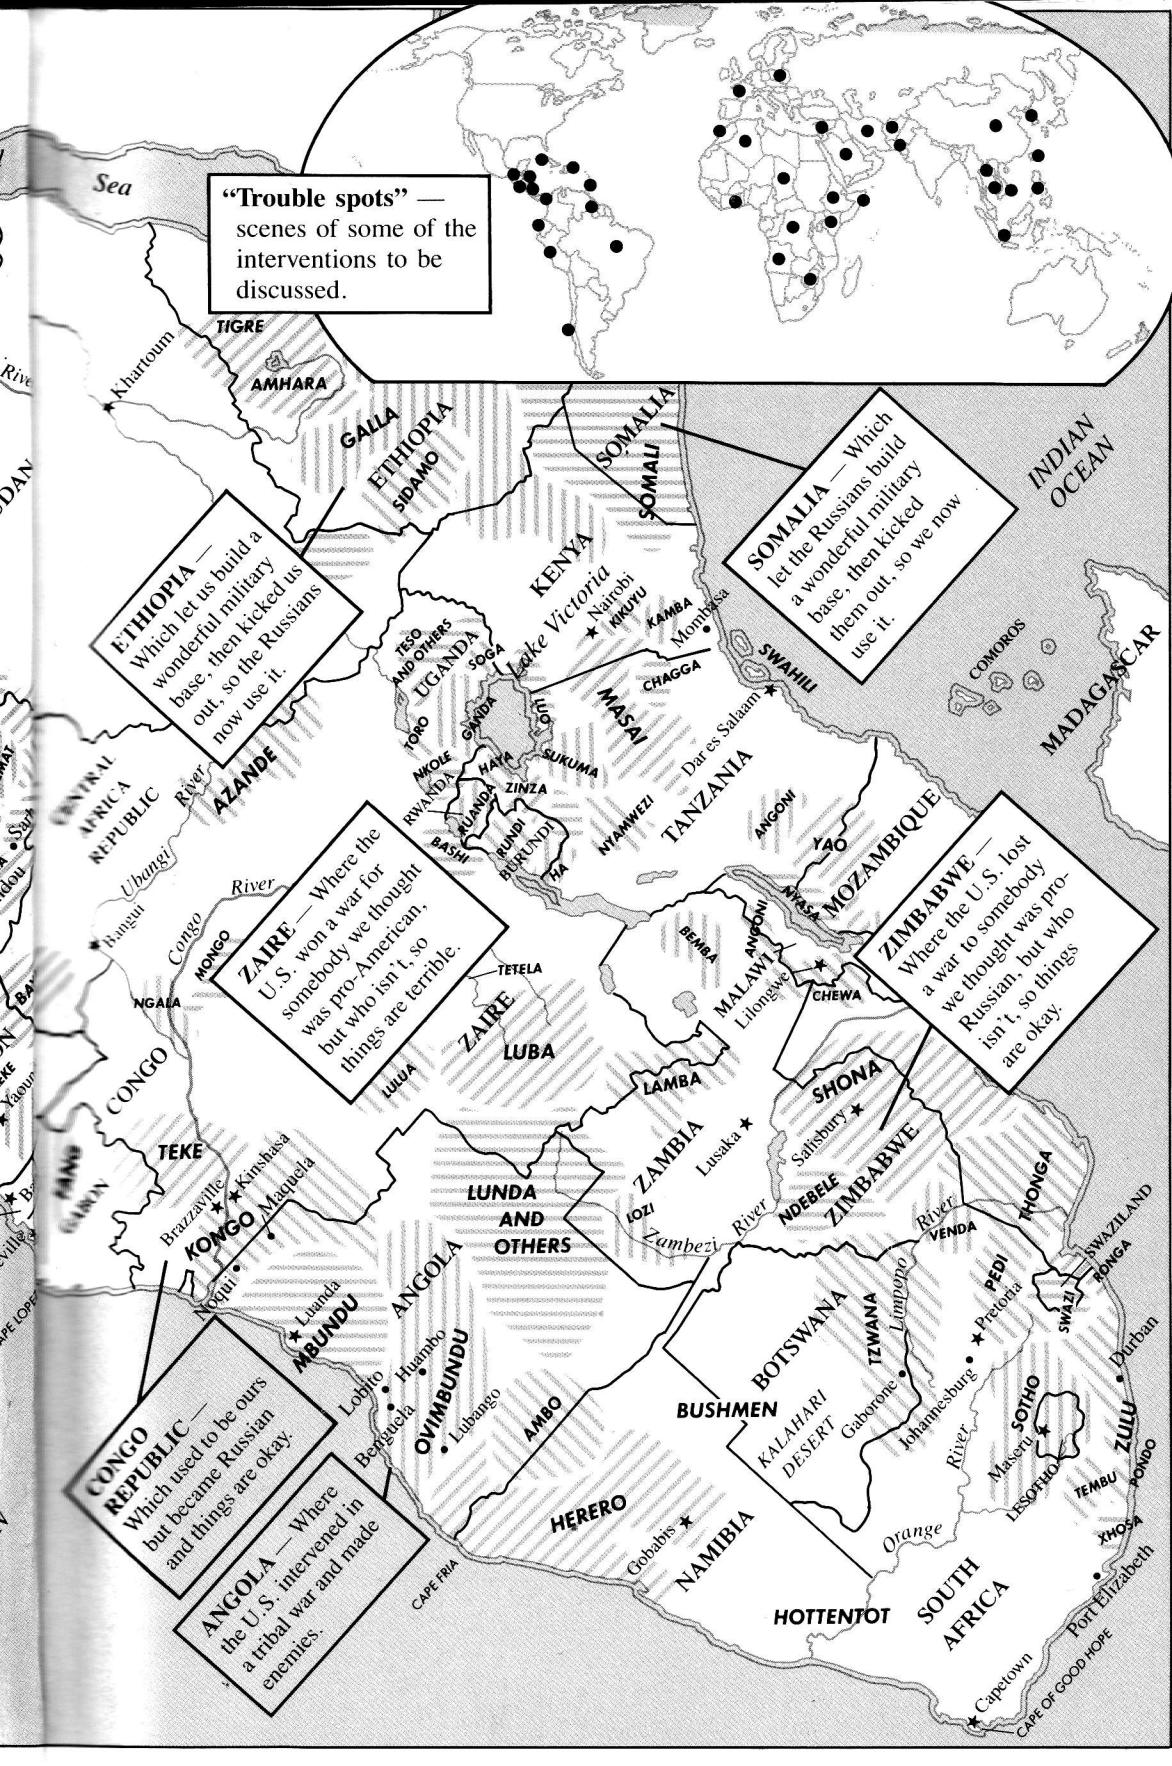 Sea
"Trouble spots" —
scenes of some of the
interventions to be
discussed.
TIGRE
Khartoum
AMHARA
GALLA
ETHIOPIA
SIDAMO
SOMALIA
SOMALI
INDIAN
OCEAN
SOMALIA — Which
let the Russians build
a wonderful military
base, then kicked
them out, so we now
use it.
ETHIOPIA —
Which let us build a
wonderful military
base, then kicked us
out, so the Russians
now use it.
KENYA
Lake Victoria
Nairobi
KIKUYU
KAMBA
Mombasa
TESO
AND OTHERS
UGANDA
SOGA
CHAGGA
SWAHILI
COMOROS
MADAGASCAR
TORO
GANDA
LUO
MASAI
Dar es Salaam
NKOLE
HAYA
SUKUMA
RWANDA
RUANDA
ZINZA
TANZANIA
NYAMWEZI
BASHI
RUNDI
BURUNDI
HA
ANGONI
YAO
MOZAMBIQUE
CENTRAL
AFRICA
REPUBLIC
River
AZANDE
Ubangi
River
Bangui
Congo
MONGO
NGALA
ZAIRE — Where the
U.S. won a war for
somebody we thought
was pro-American,
but who isn't, so
things are terrible.
TETELA
ZAIRE
LUBA
LULUA
BEMBA
ANGONI
NYASA
MALAWI
Lilongwe
CHEWA
ZIMBABWE —
Where the U.S. lost
a war to somebody
we thought was pro-
Russian, but who
isn't, so things
are okay.
CONGO
LAMBA
SHONA
Salisbury
ZAMBIA
Lusaka
ZIMBABWE
NDEBELE
THONGA
TEKE
Kinshasa
Brazzaville
Maquela
KONGO
FANG
LUNDA
AND
OTHERS
LOZI
Zambezi
River
River
VENDA
SWAZILAND
RONGA
Noqui
Luanda
MBUNDU
ANGOLA
BOTSWANA
TZWANA
Limpopo
PEDI
Pretoria
SWAZI
Durban
Huambo
Lobito
OVIMBUNDU
Benguela
Lubango
AMBO
BUSHMEN
KALAHARI
DESERT
Gaborone
Johannesburg
SOTHO
River
Maseru
LESOTHO
ZULU
TEMBU
PONDO
XHOSA
CONGO
REPUBLIC —
Which used to be ours
but became Russian
and things are okay.
ANGOLA — Where
the U.S. intervened in
a tribal war and made
enemies.
CAPE FRIA
HERERO
Gobabis
NAMIBIA
Orange
HOTTENTOT
SOUTH
AFRICA
Port Elizabeth
Capetown
CAPE OF GOOD HOPE